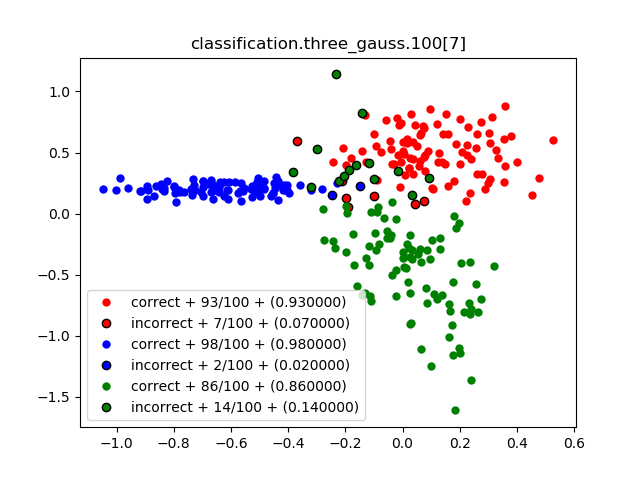 classification.three_gauss.100[7]
1.0
0.5
0.0
−0.5
−1.0
−1.5
correct + 93/100 + (0.930000)
incorrect + 7/100 + (0.070000)
correct + 98/100 + (0.980000)
incorrect + 2/100 + (0.020000)
correct + 86/100 + (0.860000)
incorrect + 14/100 + (0.140000)
−1.0 −0.8 −0.6 −0.4 −0.2 0.0 0.2 0.4 0.6